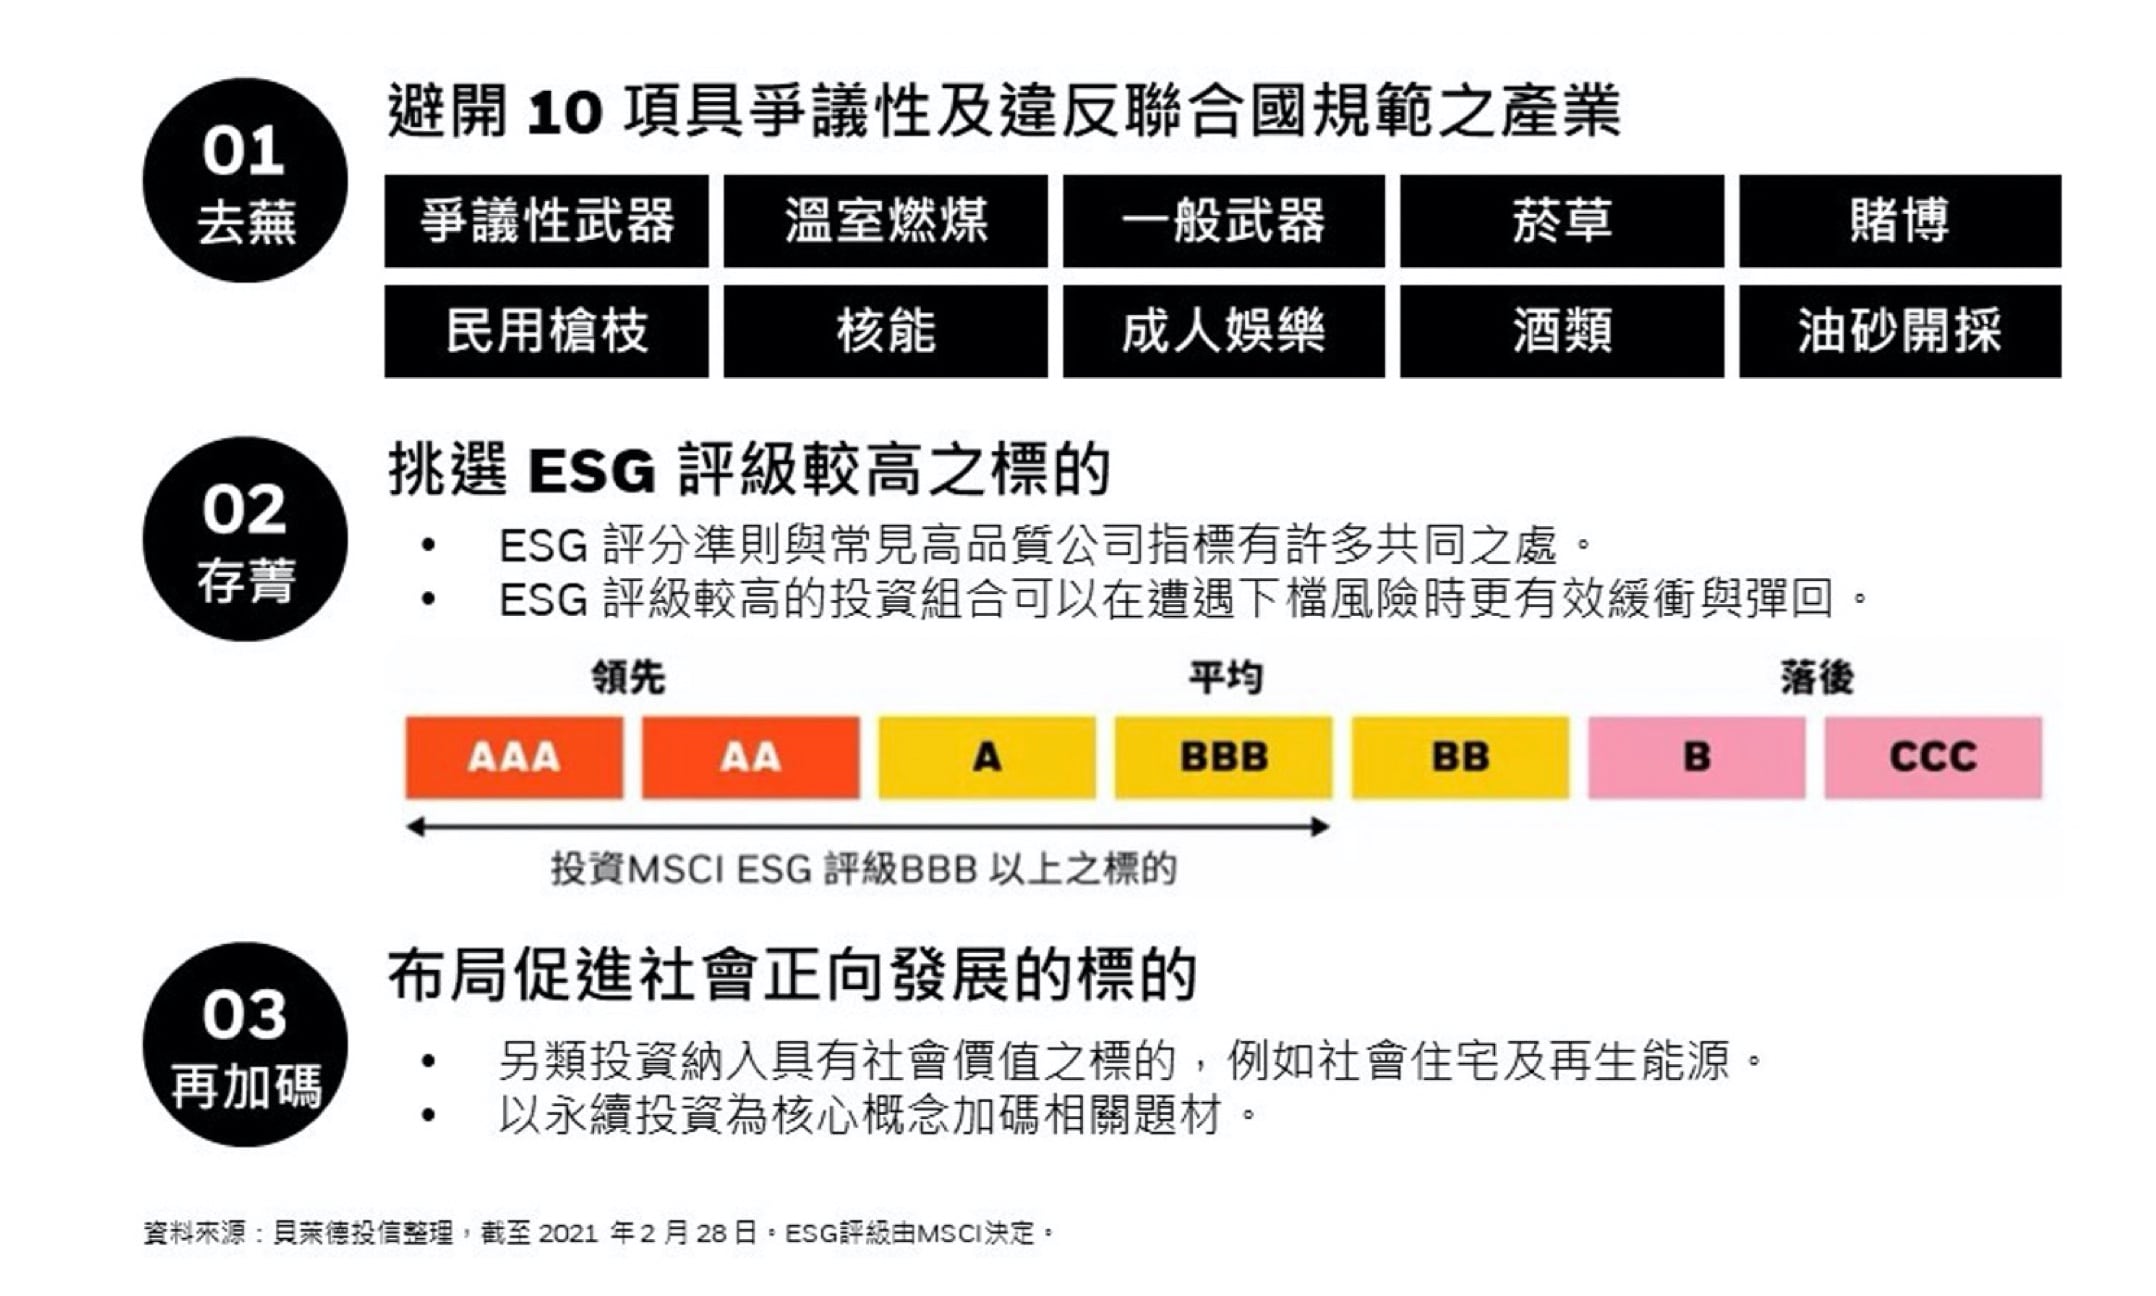 01
去蕪
避開 10 項具爭議性及違反聯合國規範之產業
爭議性武器 溫室燃煤 一般武器 菸草 賭博
民用槍枝 核能 成人娛樂 酒類 油砂開採
02
存菁
挑選 ESG 評級較高之標的
• ESG 評分準則與常見高品質公司指標有許多共同之處。
• ESG 評級較高的投資組合可以在遭遇下檔風險時更有效緩衝與彈回。
領先 平均 落後
AAA AA A BBB BB B CCC
投資MSCI ESG 評級BBB 以上之標的
03
再加碼
布局促進社會正向發展的標的
• 另類投資納入具有社會價值之標的，例如社會住宅及再生能源。
• 以永續投資為核心概念加碼相關題材。
資料來源：貝萊德投信整理，截至 2021 年 2 月 28 日。ESG評級由MSCI決定。